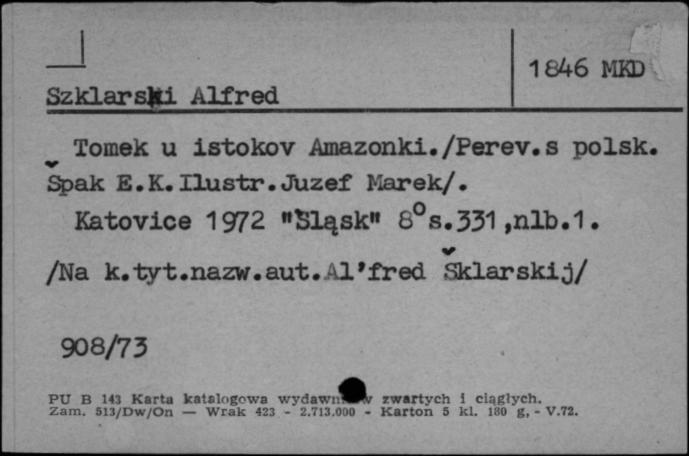 1846 MKD
Szklarski Alfred
Tomek u istokov Amazonki./Perev.s polsk.
Špak E.K.Ilustr.Juzef Marek/.
Katovice 1972 "Śląsk" 8°s.331,nlb.1.
/Na k.tyt.nazw.aut.Al'fred Šklarskij/
908/73
PU B 143 Karta katalogowa zwartych i ciągłych.
Zam. 513/Dw/On — Wrak 423 - 2.713.000 - Karton 5 kl. 180 g, - V.72.